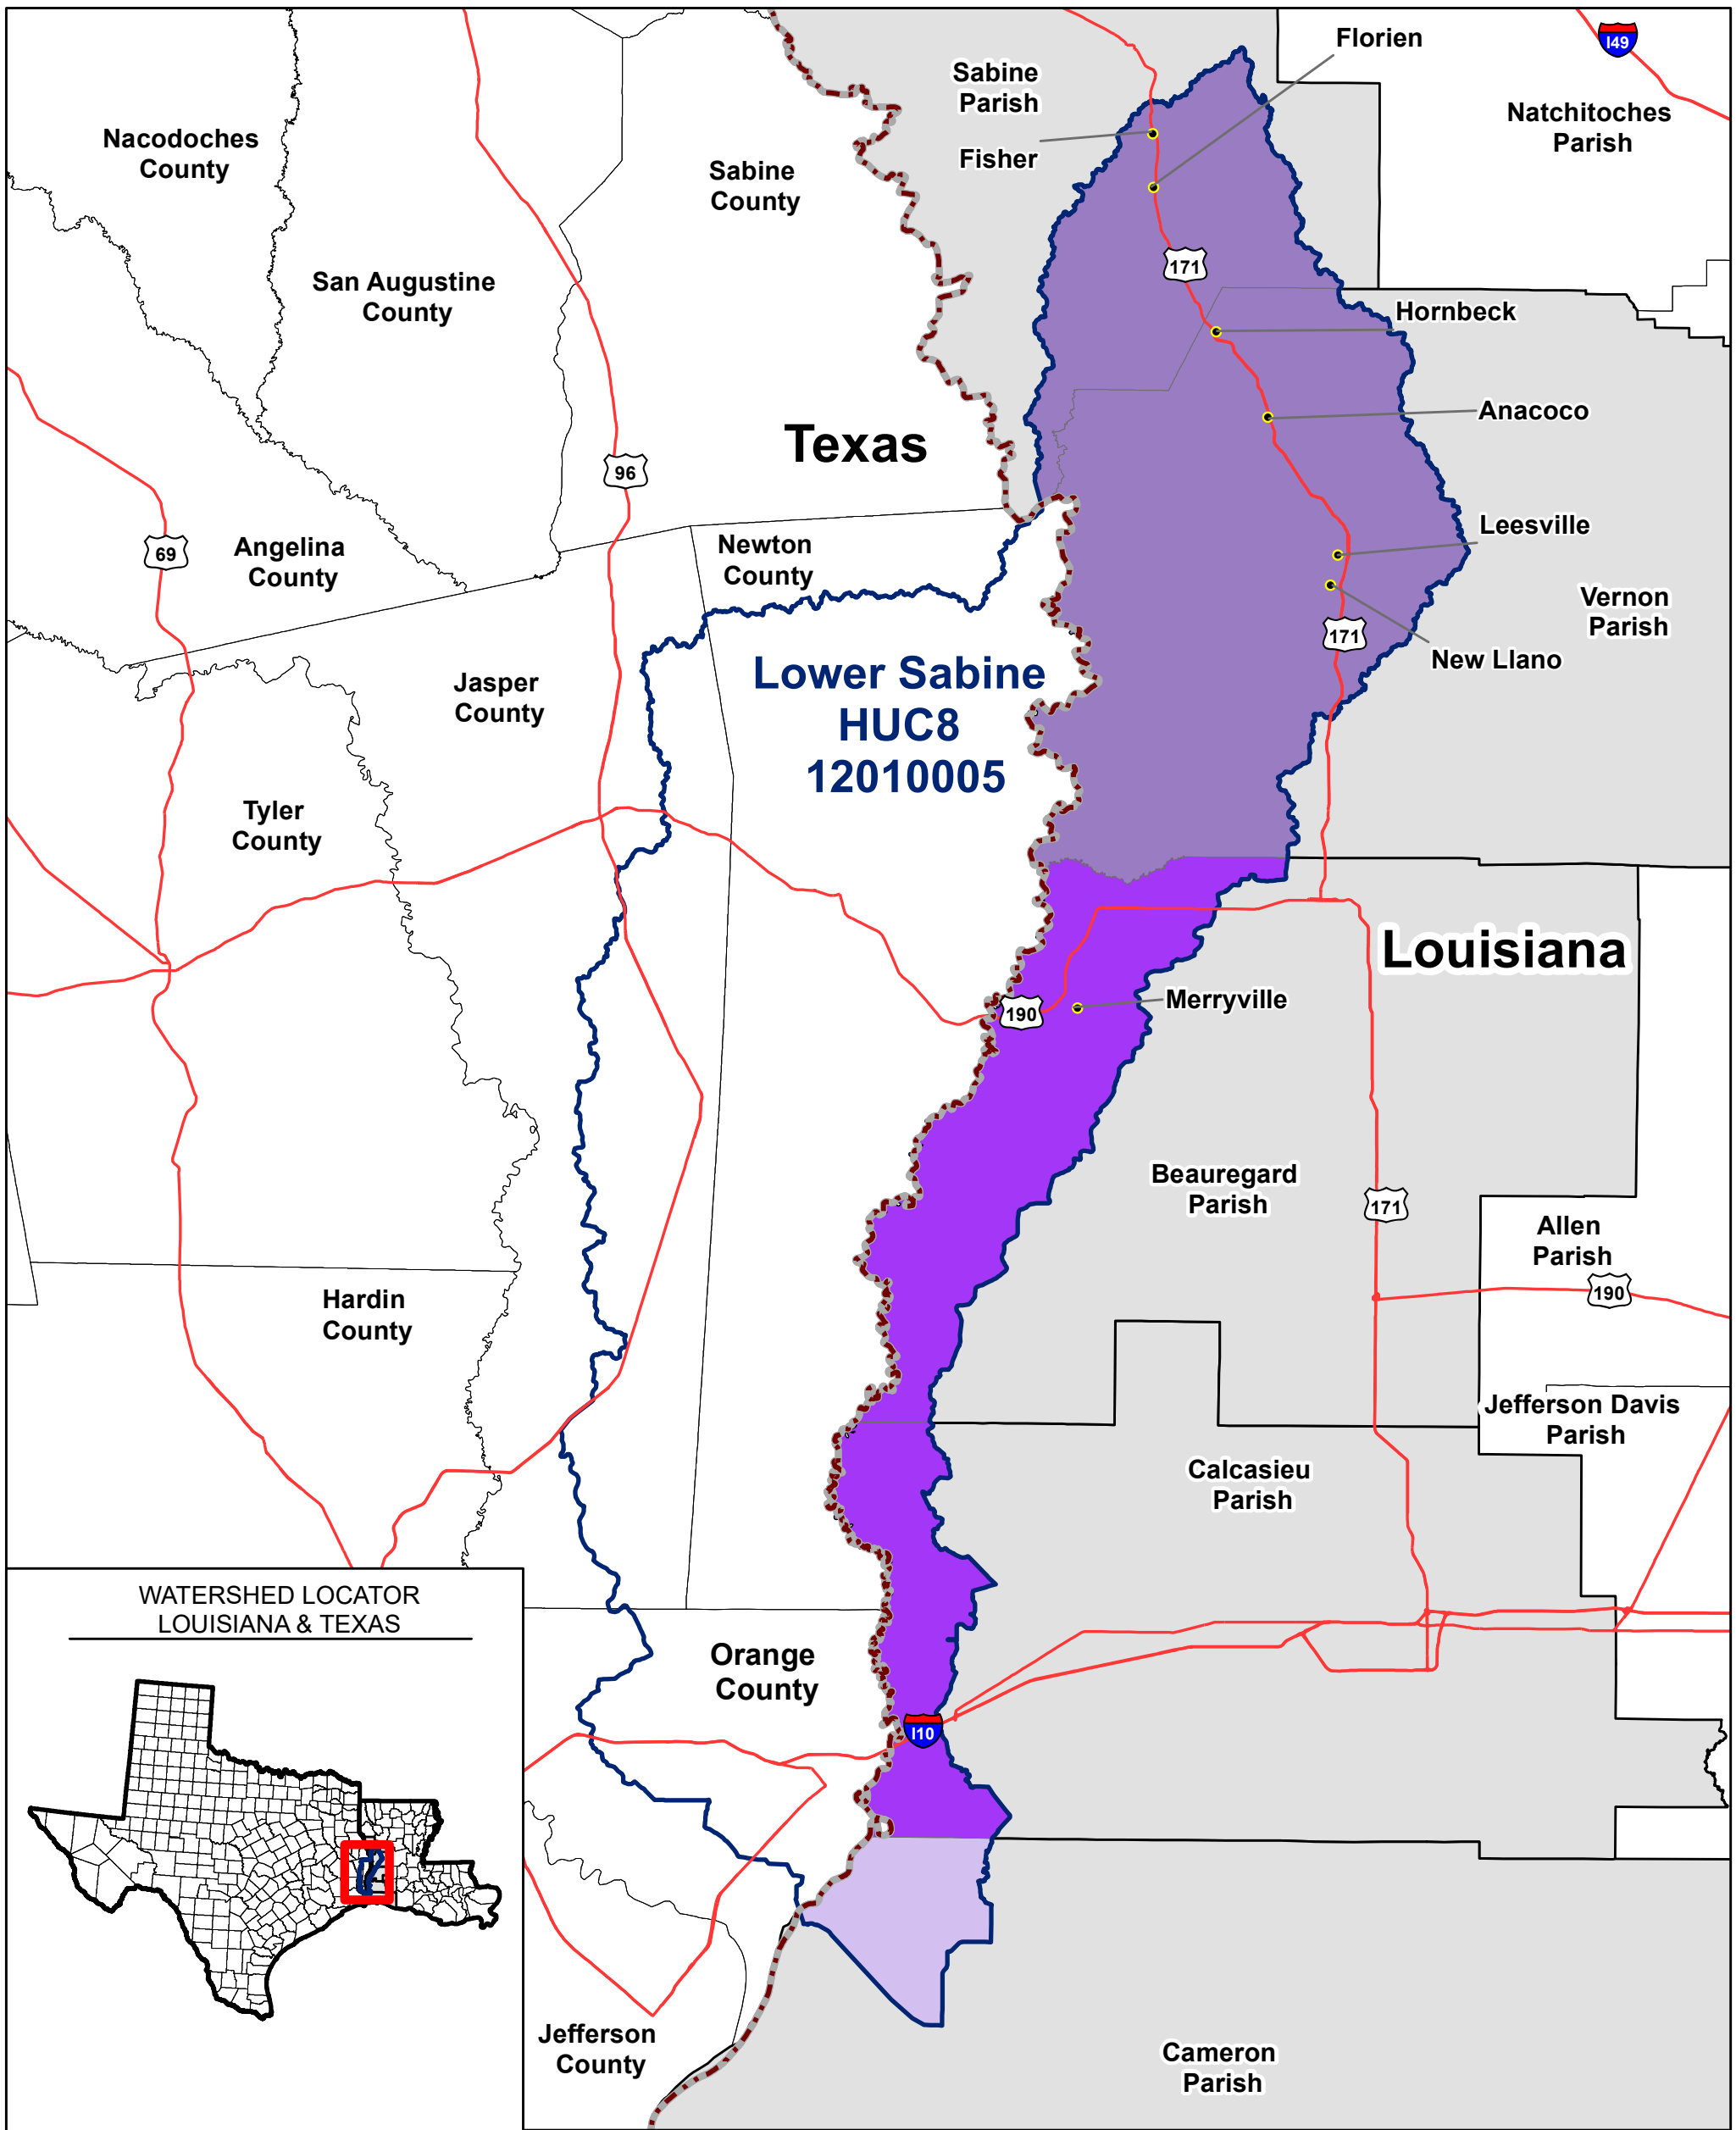 Florien
I49
Sabine
Parish
Natchitoches
Parish
Nacodoches
County
Fisher
Sabine
County
171
San Augustine
County
Hornbeck
Anacoco
Texas
96
Leesville
69
Angelina
County
Newton
County
Vernon
Parish
171
New Llano
Lower Sabine
HUC8
12010005
Jasper
County
Tyler
County
Louisiana
190
Merryville
Beauregard
Parish
171
Allen
Parish
190
Hardin
County
Jefferson Davis
Parish
Calcasieu
Parish
WATERSHED LOCATOR
LOUISIANA & TEXAS
Orange
County
I10
Jefferson
County
Cameron
Parish